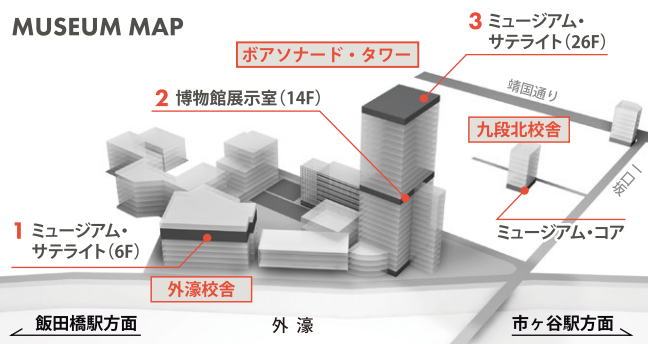 MUSEUM MAP
3 ミュージアム・
サテライト(26F)
ボアソナード・タワー
2 博物館展示室(14F)
靖国通り
九段北校舎
一口坂
ミュージアム・コア
1 ミュージアム・
サテライト(6F)
外濠校舎
飯田橋駅方面
外濠
市ヶ谷駅方面